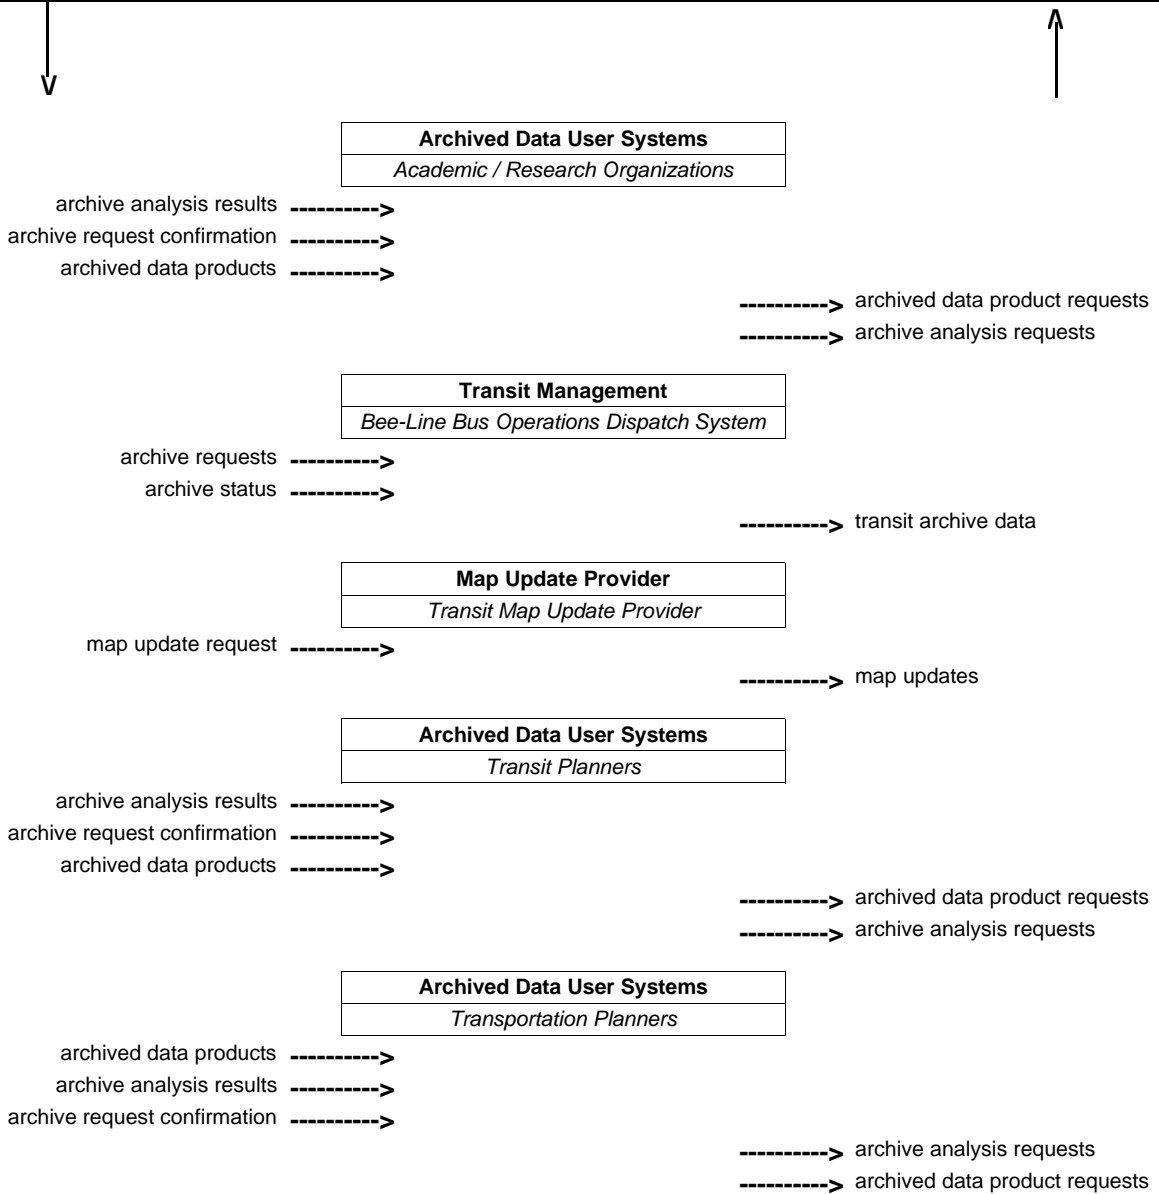 Archived Data User Systems
Academic / Research Organizations
archive analysis results ---------->
archive request confirmation ---------->
archived data products ---------->
----------> archived data product requests
----------> archive analysis requests
Transit Management
Bee-Line Bus Operations Dispatch System
archive requests ---------->
archive status ---------->
----------> transit archive data
Map Update Provider
Transit Map Update Provider
map update request ---------->
----------> map updates
Archived Data User Systems
Transit Planners
archive analysis results ---------->
archive request confirmation ---------->
archived data products ---------->
----------> archived data product requests
----------> archive analysis requests
Archived Data User Systems
Transportation Planners
archived data products ---------->
archive analysis results ---------->
archive request confirmation ---------->
----------> archive analysis requests
----------> archived data product requests